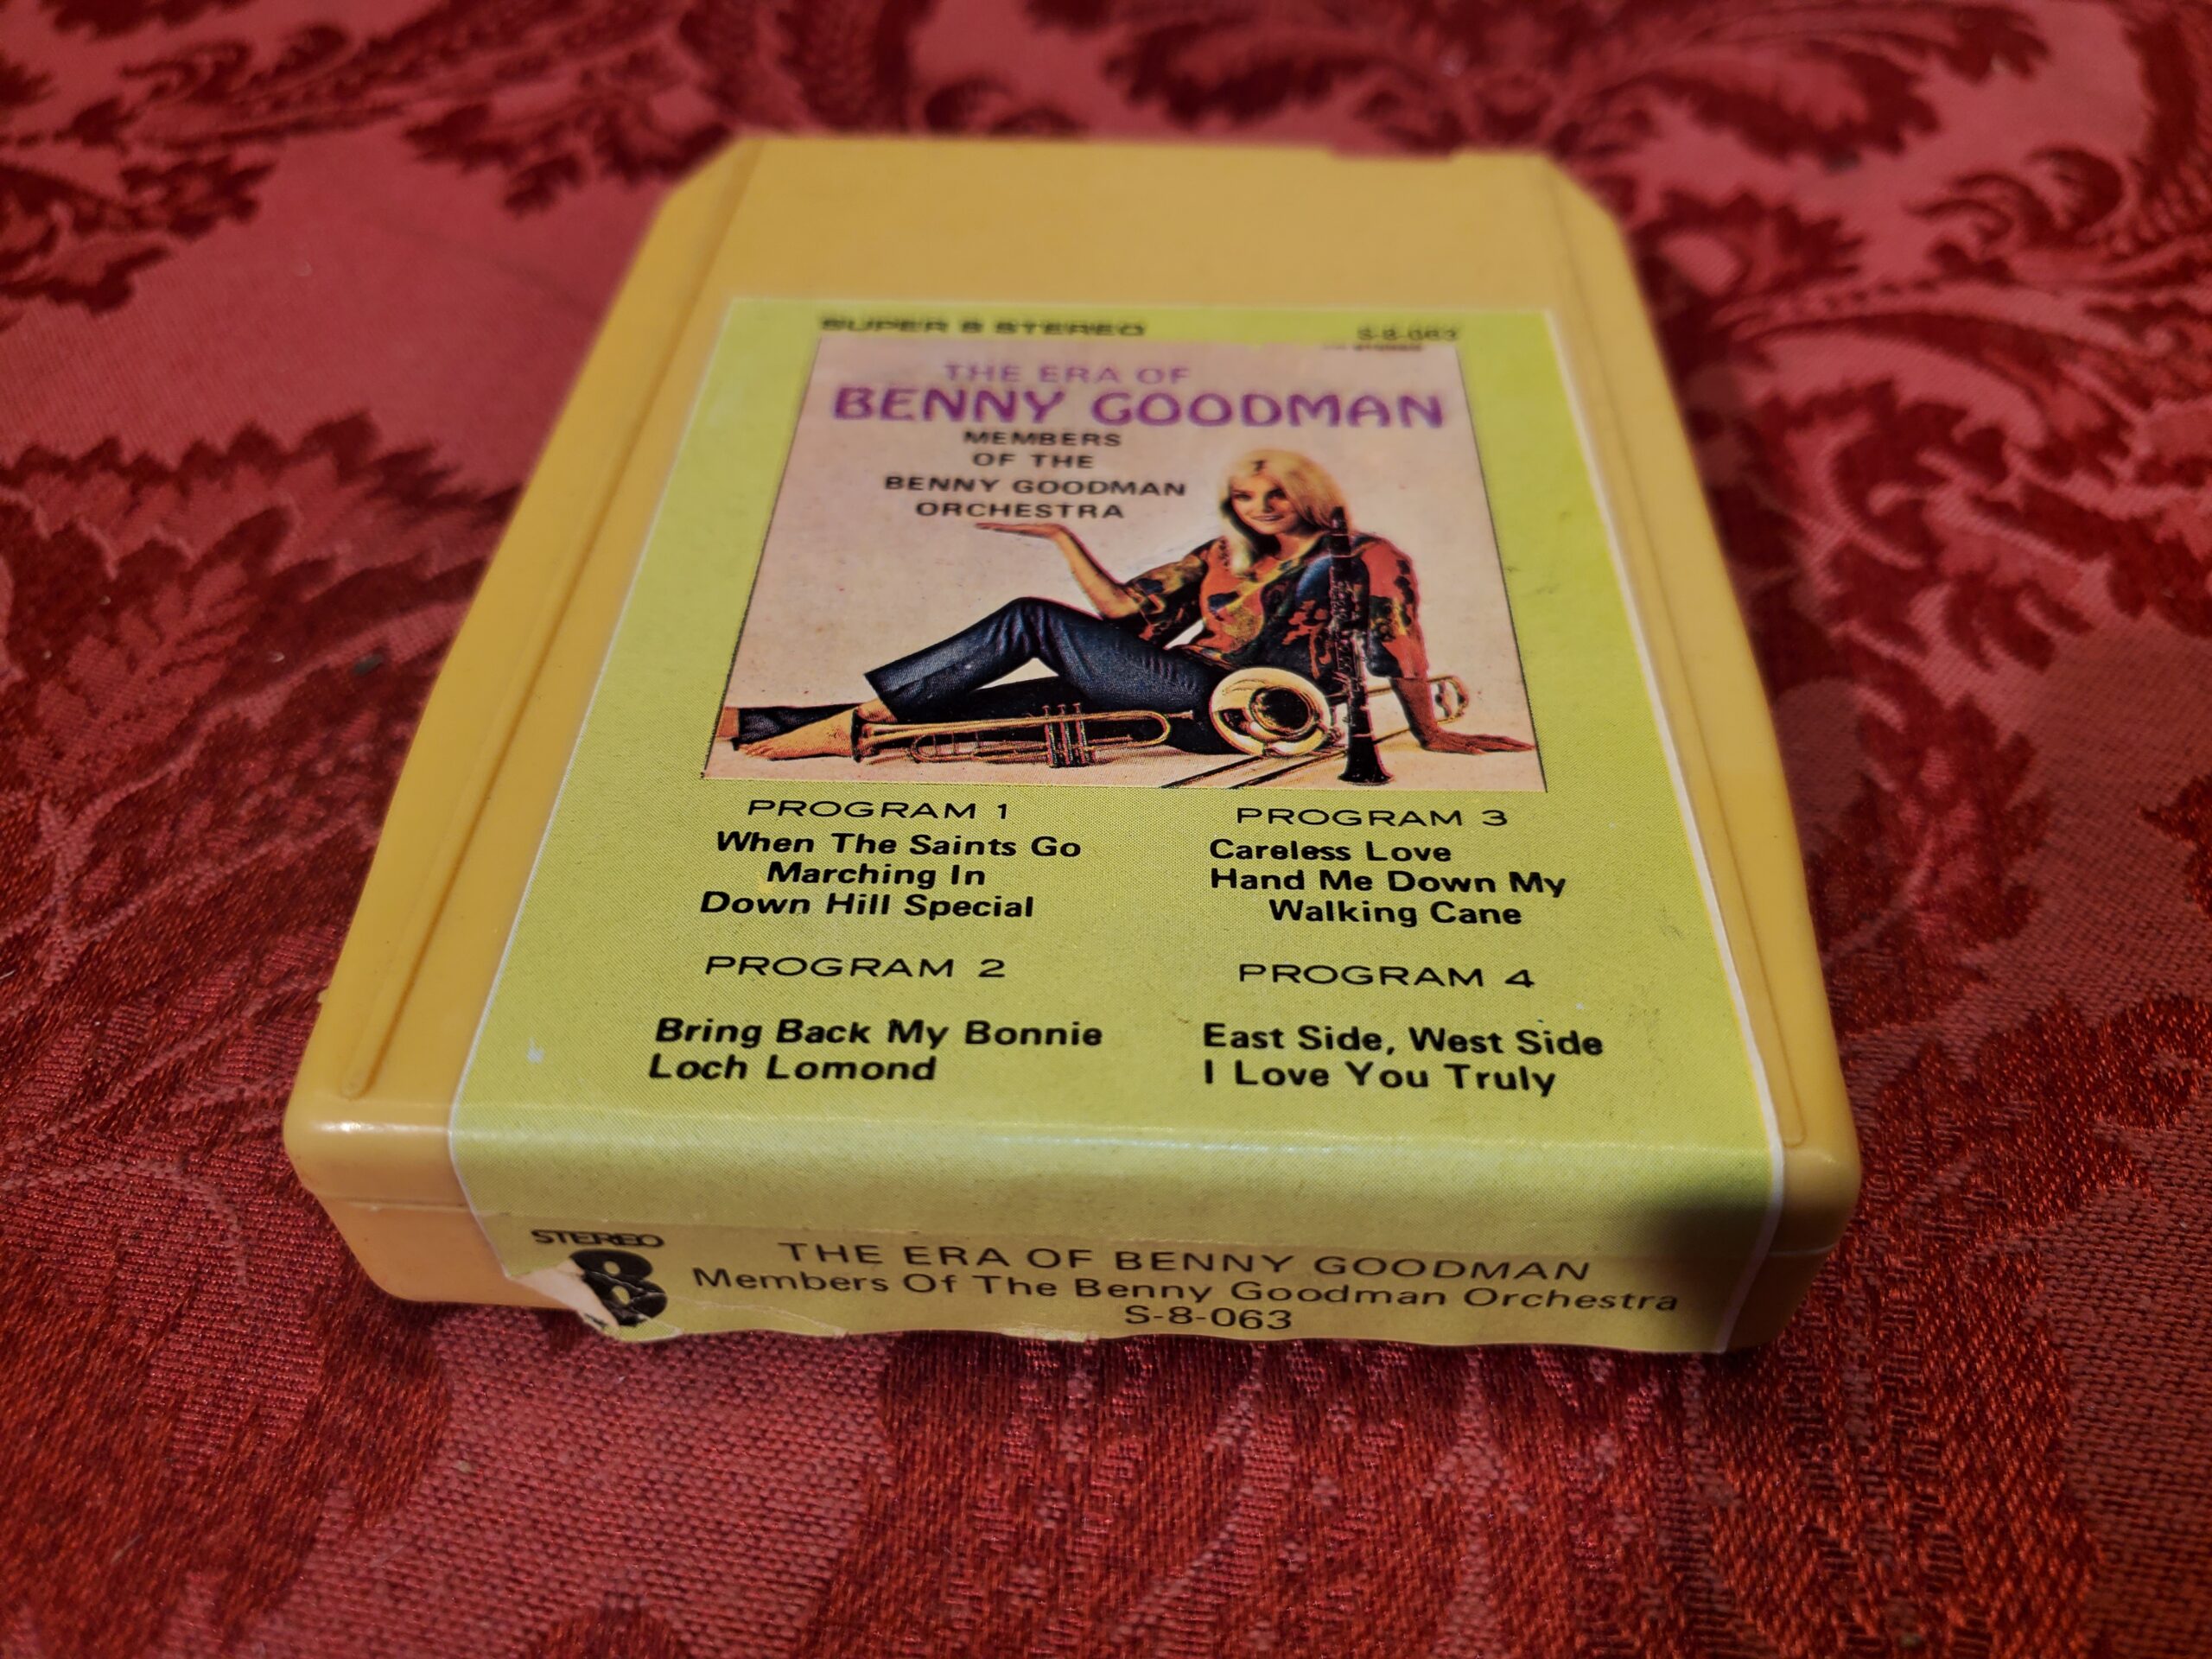 SUPER 8 STEREO
S-8-063
THE ERA OF
BENNY GOODMAN
MEMBERS
OF THE
BENNY GOODMAN
ORCHESTRA
PROGRAM 1
When The Saints Go
Marching In
Down Hill Special
PROGRAM 2
Bring Back My Bonnie
Loch Lomond
PROGRAM 3
Careless Love
Hand Me Down My
Walking Cane
PROGRAM 4
East Side, West Side
I Love You Truly
STEREO
8
THE ERA OF BENNY GOODMAN
Members Of The Benny Goodman Orchestra
S-8-063